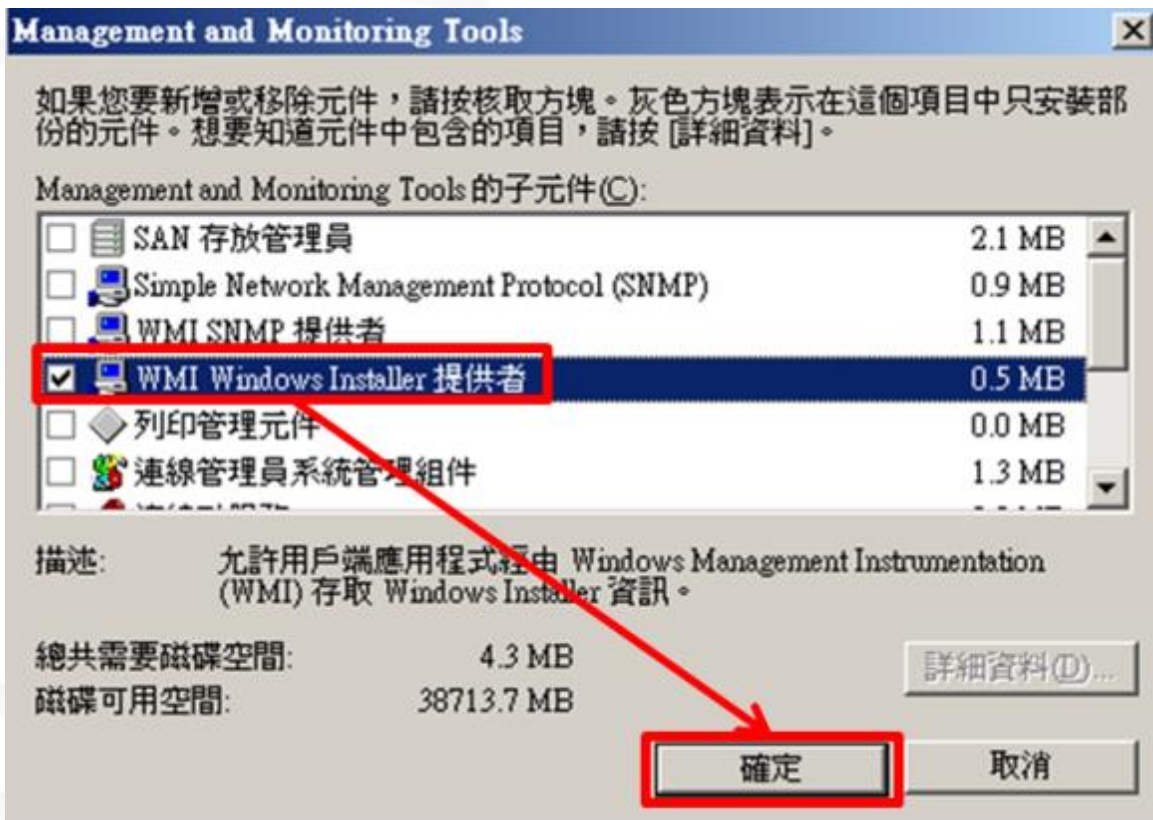 Management and Monitoring Tools
如果您要新增或移除元件，請按核取方塊。灰色方塊表示在這個項目中只安裝部
份的元件。想要知道元件中包含的項目，請按 [詳細資料]。
Management and Monitoring Tools 的子元件(C):
SAN 存放管理員 2.1 MB
Simple Network Management Protocol (SNMP) 0.9 MB
WMI SNMP 提供者 1.1 MB
WMI Windows Installer 提供者 0.5 MB
列印管理元件 0.0 MB
連線管理員系統管理組件 1.3 MB
描述: 允許用戶端應用程式經由 Windows Management Instrumentation
(WMI) 存取 Windows Installer 資訊。
總共需要磁碟空間: 4.3 MB
詳細資料(D)...
磁碟可用空間: 38713.7 MB
確定 取消